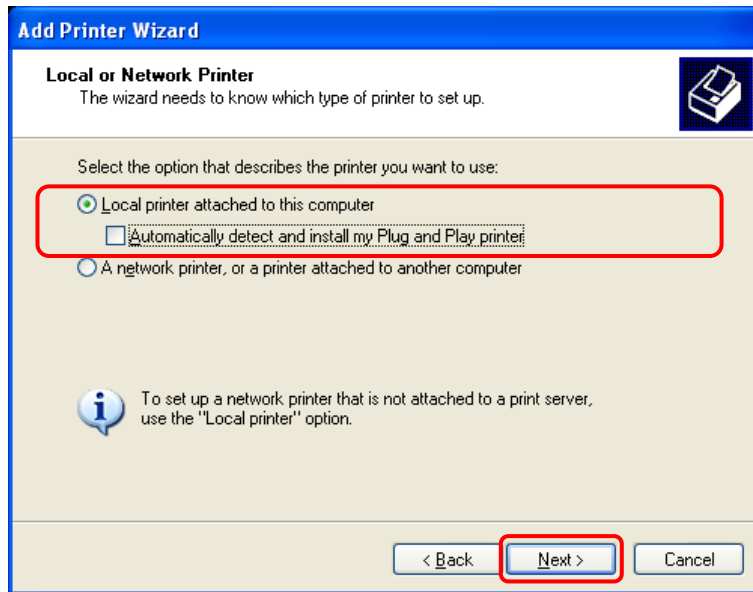 Add Printer Wizard
Local or Network Printer
The wizard needs to know which type of printer to set up.
Select the option that describes the printer you want to use:
Local printer attached to this computer
Automatically detect and install my Plug and Play printer
A network printer, or a printer attached to another computer
To set up a network printer that is not attached to a print server,
use the "Local printer" option.
< Back Next > Cancel